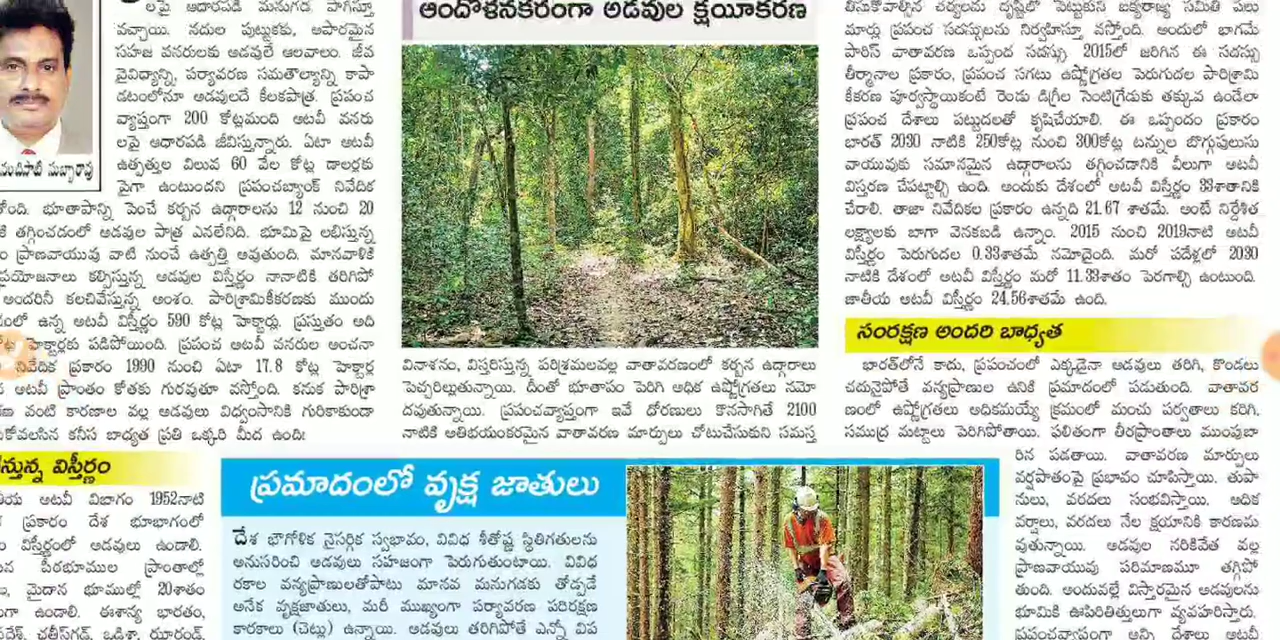 లపై ఆధారపడి మనుగడ సాగిస్తూ
వచ్చాయి. నదుల పుట్టుకకు, అపారమైన
సహజ వనరులకు అడవులే ఆలవాలం. జీవ
వైవిధ్యాన్ని, పర్యావరణ సమతౌల్యాన్ని కాపా
డటంలోనూ అడవులదే కీలకపాత్ర. ప్రపంచ
వ్యాప్తంగా 200 కోట్లమంది అటవీ వనరు
లపై ఆధారపడి జీవిస్తున్నారు. ఏటా అటవీ
ఉత్పత్తుల విలువ 60 వేల కోట్ల డాలర్లకు
పైగా ఉంటుందని ప్రపంచబ్యాంక్ నివేదిక
సుబ్బారావు
తోంది. భూతాపాన్ని పెంచే కర్బన ఉద్గారాలను 12 నుంచి 20
కి తగ్గించడంలో అడవుల పాత్ర ఎనలేనిది. భూమిపై లభిస్తున్న
ప్రాణవాయువు వాటి నుంచే ఉత్పత్తి అవుతుంది. మానవాళికి
ప్రయోజనాలు కల్పిస్తున్న అడవుల విస్తీర్ణం నానాటికి తరిగిపో
అందరినీ కలచివేస్తున్న అంశం. పారిశ్రామికీకరణకు ముందు
ంలో ఉన్న అటవీ విస్తీర్ణం 590 కోట్ల హెక్టార్లు. ప్రస్తుతం అది
హెక్టార్లకు పడిపోయింది. ప్రపంచ అటవీ వనరుల అంచనా
నివేదిక ప్రకారం 1990 నుంచి ఏటా 17.8 కోట్ల హెక్టార్ల
అటవీ ప్రాంతం కోతకు గురవుతూ వస్తోంది. కనుక పారిశ్రా
వంటి కారణాల వల్ల అడవులు విధ్వంసానికి గురికాకుండా
కోవలసిన కనీస బాధ్యత ప్రతి ఒక్కరి మీద ఉంది!
స్తున్న విస్తీర్ణం
తీయ అటవీ విభాగం 1952నాటి
ప్రకారం దేశ భూభాగంలో
విస్తీర్ణంలో అడవులు ఉండాలి.
పీఠభూముల ప్రాంతాల్లో
మైదాన భూముల్లో 20శాతం
గా ఉండాలి. ఈశాన్య భారతం,
ఛత్తీస్‌గఢ్, ఒడిశా, ఝార్ఖండ్,
ఆందోళనకరంగా అడవుల క్షయీకరణ
వినాశనం, విస్తరిస్తున్న పరిశ్రమలవల్ల వాతావరణంలో కర్బన ఉద్గారాలు
పెచ్చరిల్లుతున్నాయి. దీంతో భూతాపం పెరిగి అధిక ఉష్ణోగ్రతలు నమో
దవుతున్నాయి. ప్రపంచవ్యాప్తంగా ఇవే ధోరణులు కొనసాగితే 2100
నాటికి అతిభయంకరమైన వాతావరణ మార్పులు చోటుచేసుకుని సమస్త
ప్రమాదంలో వృక్ష జాతులు
దేశ భౌగోళిక నైసర్గిక స్వభావం, వివిధ శీతోష్ణ స్థితిగతులను
అనుసరించి అడవులు సహజంగా పెరుగుతుంటాయి. వివిధ
రకాల వన్యప్రాణులతోపాటు మానవ మనుగడకు తోడ్పడే
అనేక వృక్షజాతులు, మరీ ముఖ్యంగా పర్యావరణ పరిరక్షణ
కారకాలు (చెట్లు) ఉన్నాయి. అడవులు తరిగిపోతే ఎన్నో విప
తీసుకోవాల్సిన చర్యలను దృష్టిలో పెట్టుకుని ఐక్యరాజ్య సమితి పలు
మార్లు ప్రపంచ సదస్సులను నిర్వహిస్తూ వస్తోంది. అందులో భాగమే
పారిస్ వాతావరణ ఒప్పంద సదస్సు. 2015లో జరిగిన ఈ సదస్సు
తీర్మానాల ప్రకారం, ప్రపంచ సగటు ఉష్ణోగ్రతల పెరుగుదల పారిశ్రామి
కీకరణ పూర్వస్థాయికంటే రెండు డిగ్రీల సెంటిగ్రేడుకు తక్కువ ఉండేలా
ప్రపంచ దేశాలు పట్టుదలతో కృషిచేయాలి. ఈ ఒప్పందం ప్రకారం
భారత్ 2030 నాటికి 250కోట్ల నుంచి 300కోట్ల టన్నుల బొగ్గుపులుసు
వాయువుకు సమానమైన ఉద్గారాలను తగ్గించడానికి వీలుగా అటవీ
విస్తరణ చేపట్టాల్సి ఉంది. అందుకు దేశంలో అటవీ విస్తీర్ణం 33శాతానికి
చేరాలి. తాజా నివేదికల ప్రకారం ఉన్నది 21.67 శాతమే. అంటే నిర్దేశిత
లక్ష్యాలకు బాగా వెనకబడి ఉన్నాం. 2015 నుంచి 2019నాటి అటవీ
విస్తీర్ణం పెరుగుదల 0.33శాతమే నమోదైంది. మరో పదేళ్లలో 2030
నాటికి దేశంలో అటవీ విస్తీర్ణం మరో 11.33శాతం పెరగాల్సి ఉంటుంది.
జాతీయ అటవీ విస్తీర్ణం 24.56శాతమే ఉంది.
సంరక్షణ అందరి బాధ్యత
భారత్‌లోనే కాదు, ప్రపంచంలో ఎక్కడైనా అడవులు తరిగి, కొండలు
చదునైపోతే వన్యప్రాణుల ఉనికే ప్రమాదంలో పడుతుంది. వాతావర
ణంలో ఉష్ణోగ్రతలు అధికమయ్యే క్రమంలో మంచు పర్వతాలు కరిగి,
సముద్ర మట్టాలు పెరిగిపోతాయి. ఫలితంగా తీరప్రాంతాలు ముంపుబా
రిన పడతాయి. వాతావరణ మార్పులు
వర్షపాతంపై ప్రభావం చూపిస్తాయి. తుపా
నులు, వరదలు సంభవిస్తాయి. అధిక
వర్షాలు, వరదలు నేల క్షయానికి కారణమ
వుతున్నాయి. అడవుల నరికివేత వల్ల
ప్రాణవాయువు పరిమాణమూ తగ్గిపో
తుంది. అందువల్లే విస్తారమైన అడవులను
భూమికి ఊపిరితిత్తులుగా వ్యవహరిస్తారు.
ప్రపంచవ్యాప్తంగా అని, దేశాలు అటవీ